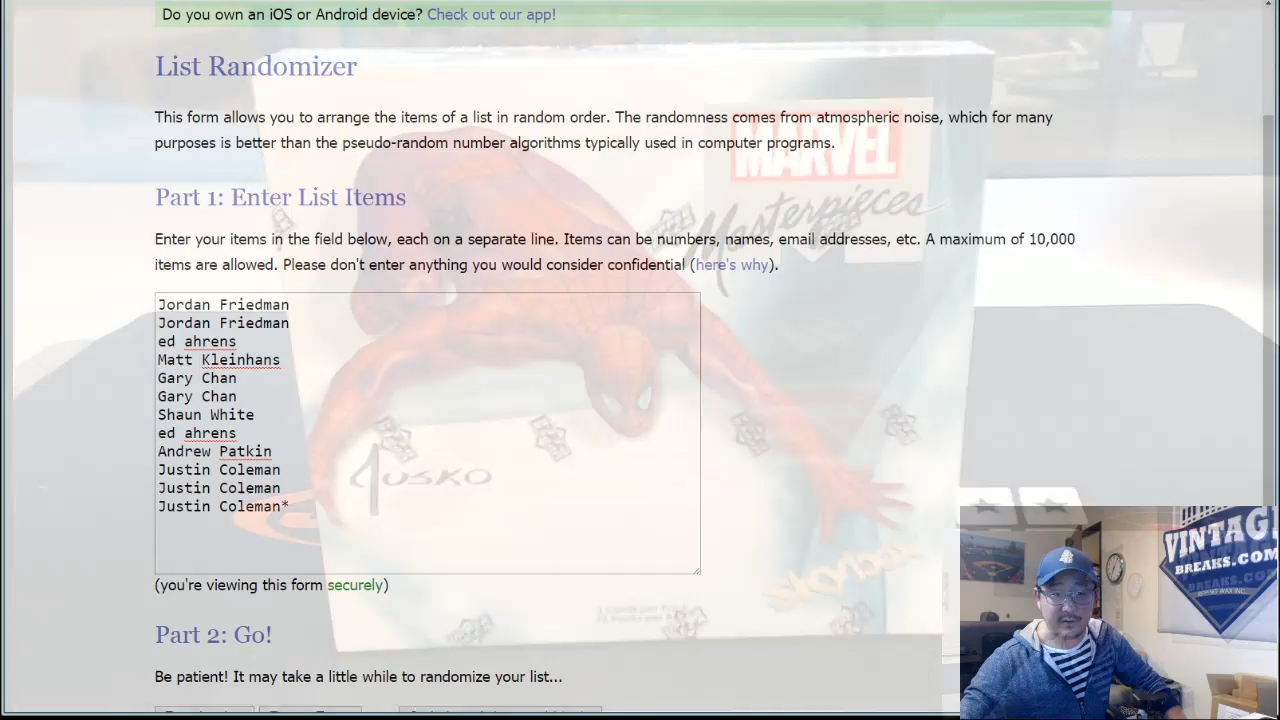 Do you own an iOS or Android device? Check out our app!
List Randomizer
This form allows you to arrange the items of a list in random order. The randomness comes from atmospheric noise, which for many
purposes is better than the pseudo-random number algorithms typically used in computer programs.
MARVEL
Masterpieces
Part 1: Enter List Items
Enter your items in the field below, each on a separate line. Items can be numbers, names, email addresses, etc. A maximum of 10,000
items are allowed. Please don't enter anything you would consider confidential (here's why).
Jordan Friedman
Jordan Friedman
ed ahrens
Matt Kleinhans
Gary Chan
Gary Chan
Shaun White
ed ahrens
Andrew Patkin
Justin Coleman
Justin Coleman
Justin Coleman*
JUSKO
SKYBOX
(you're viewing this form securely)
Part 2: Go!
Be patient! It may take a little while to randomize your list...
VINTAG
BREAKS.COM